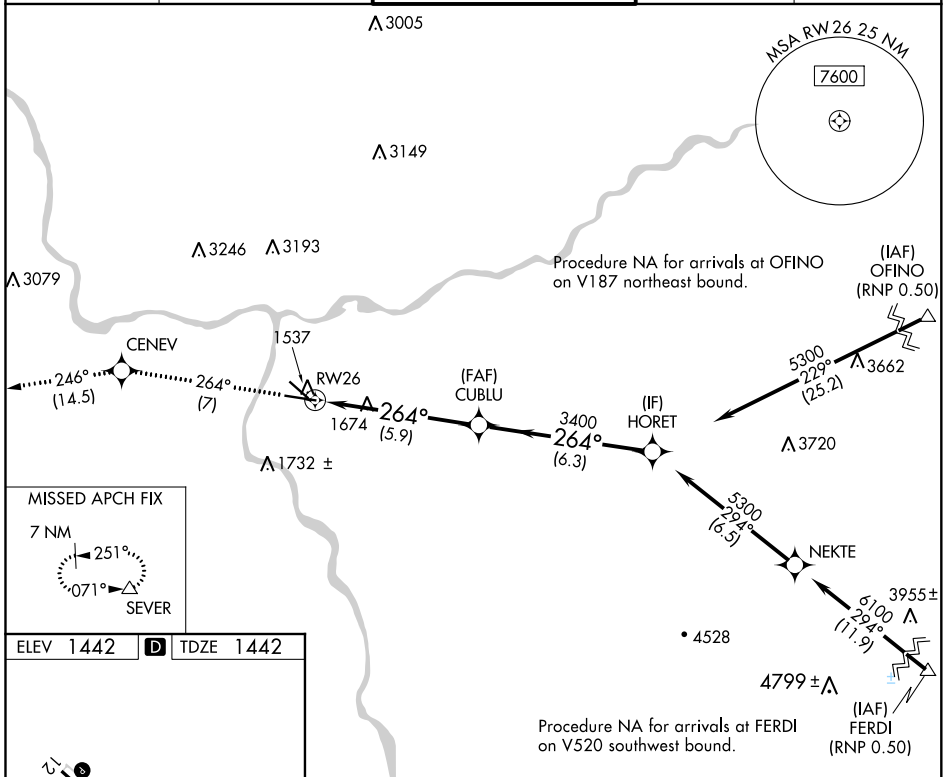 3005
MSA RW 26 25 NM
7600
3149
3246
3193
3079
Procedure NA for arrivals at OFINO
on V187 northeast bound.
(IAF)
OFINO
(RNP 0.50)
5300
229°
(25.2)
3662
CENEV
246°
(14.5)
264°
(7)
1537
RW26
1674
264°
(5.9)
(FAF)
CUBLU
3400
264°
(6.3)
(IF)
HORET
3720
1732 ±
5300
294°
(6.5)
NEKTE
MISSED APCH FIX
7 NM
251°
071°
SEVER
6100
294°
(11.9)
3955±
4528
4799 ±
±
(IAF)
FERDI
(RNP 0.50)
Procedure NA for arrivals at FERDI
on V520 southwest bound.
ELEV 1442 D TDZE 1442
12
P